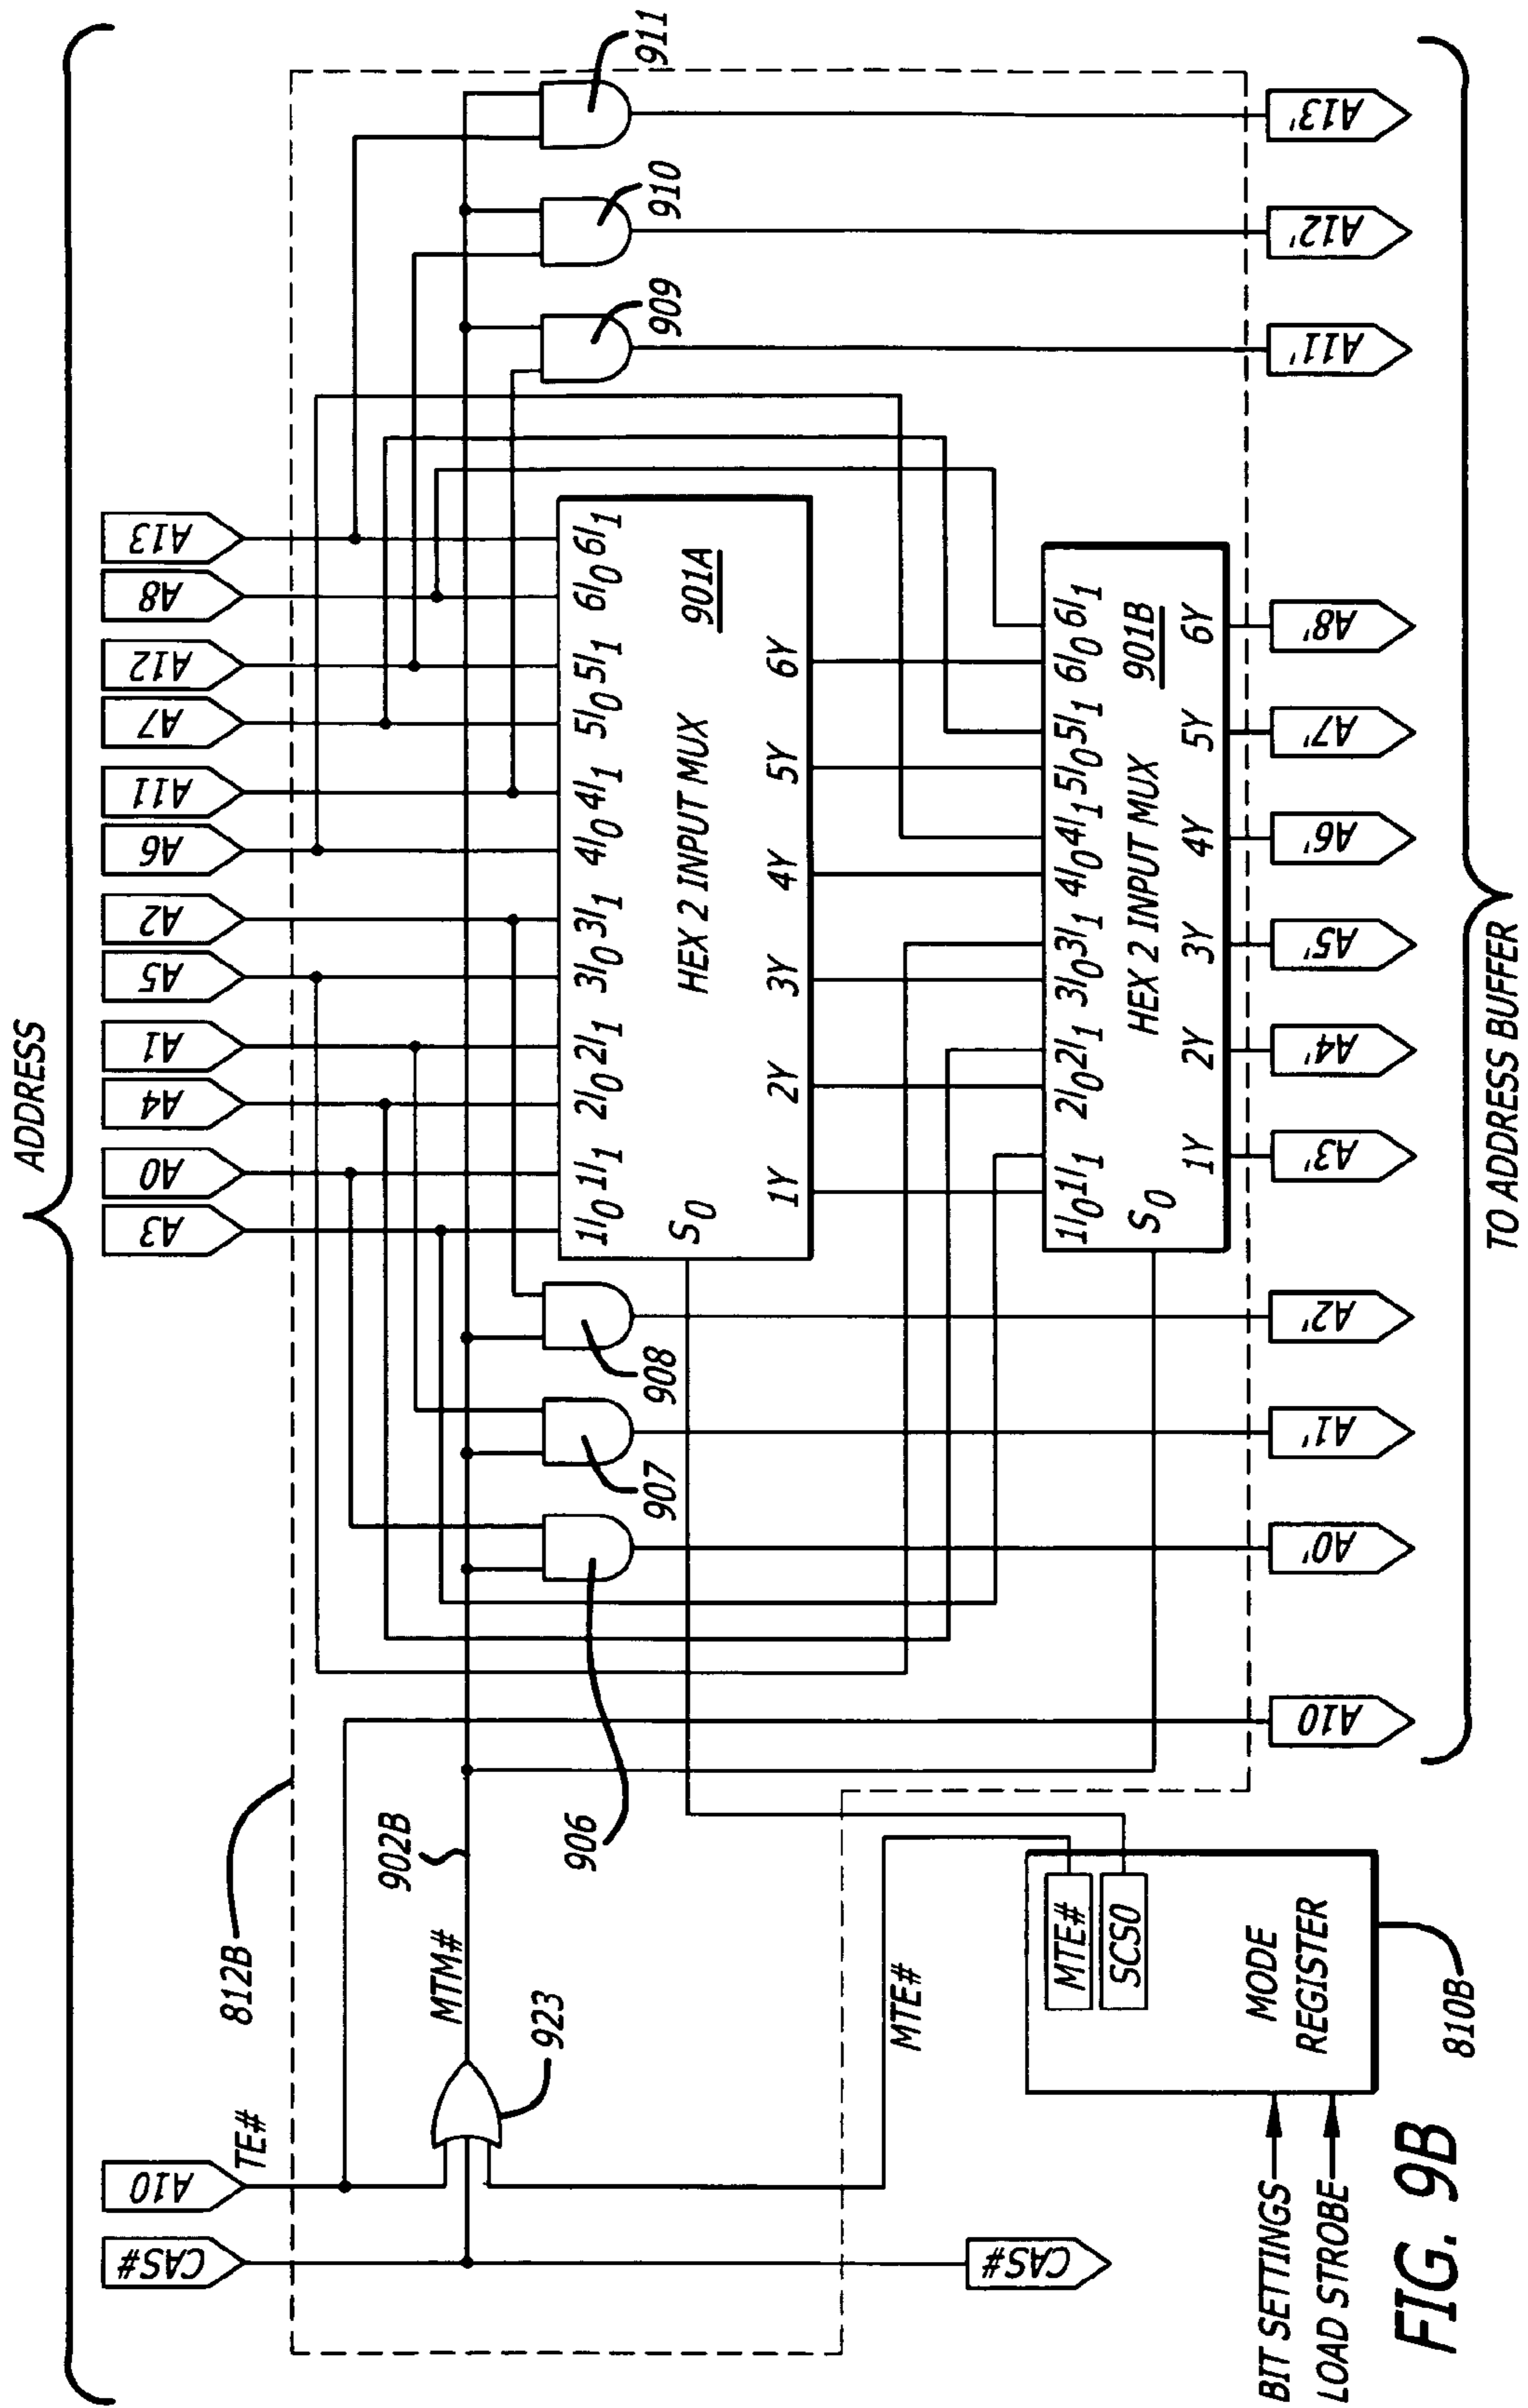 ADDRESS
CAS#
A10
A3
A0
A4
A1
A5
A2
A6
A11
A7
A12
A8
A13
TE#
812B
MTM#
902B
923
906
907
908
909
910
911
1I0 1I1 2I0 2I1 3I0 3I1 4I0 4I1 5I0 5I1 6I0 6I1
S0
HEX 2 INPUT MUX
901A
1Y 2Y 3Y 4Y 5Y 6Y
1I0 1I1 2I0 2I1 3I0 3I1 4I0 4I1 5I0 5I1 6I0 6I1
S0
HEX 2 INPUT MUX
901B
1Y 2Y 3Y 4Y 5Y 6Y
MTE#
MTE#
SCS0
MODE
REGISTER
810B
BIT SETTINGS
LOAD STROBE
CAS#
A10
A0'
A1'
A2'
A3'
A4'
A5'
A6'
A7'
A8'
A11'
A12'
A13'
TO ADDRESS BUFFER
FIG. 9B